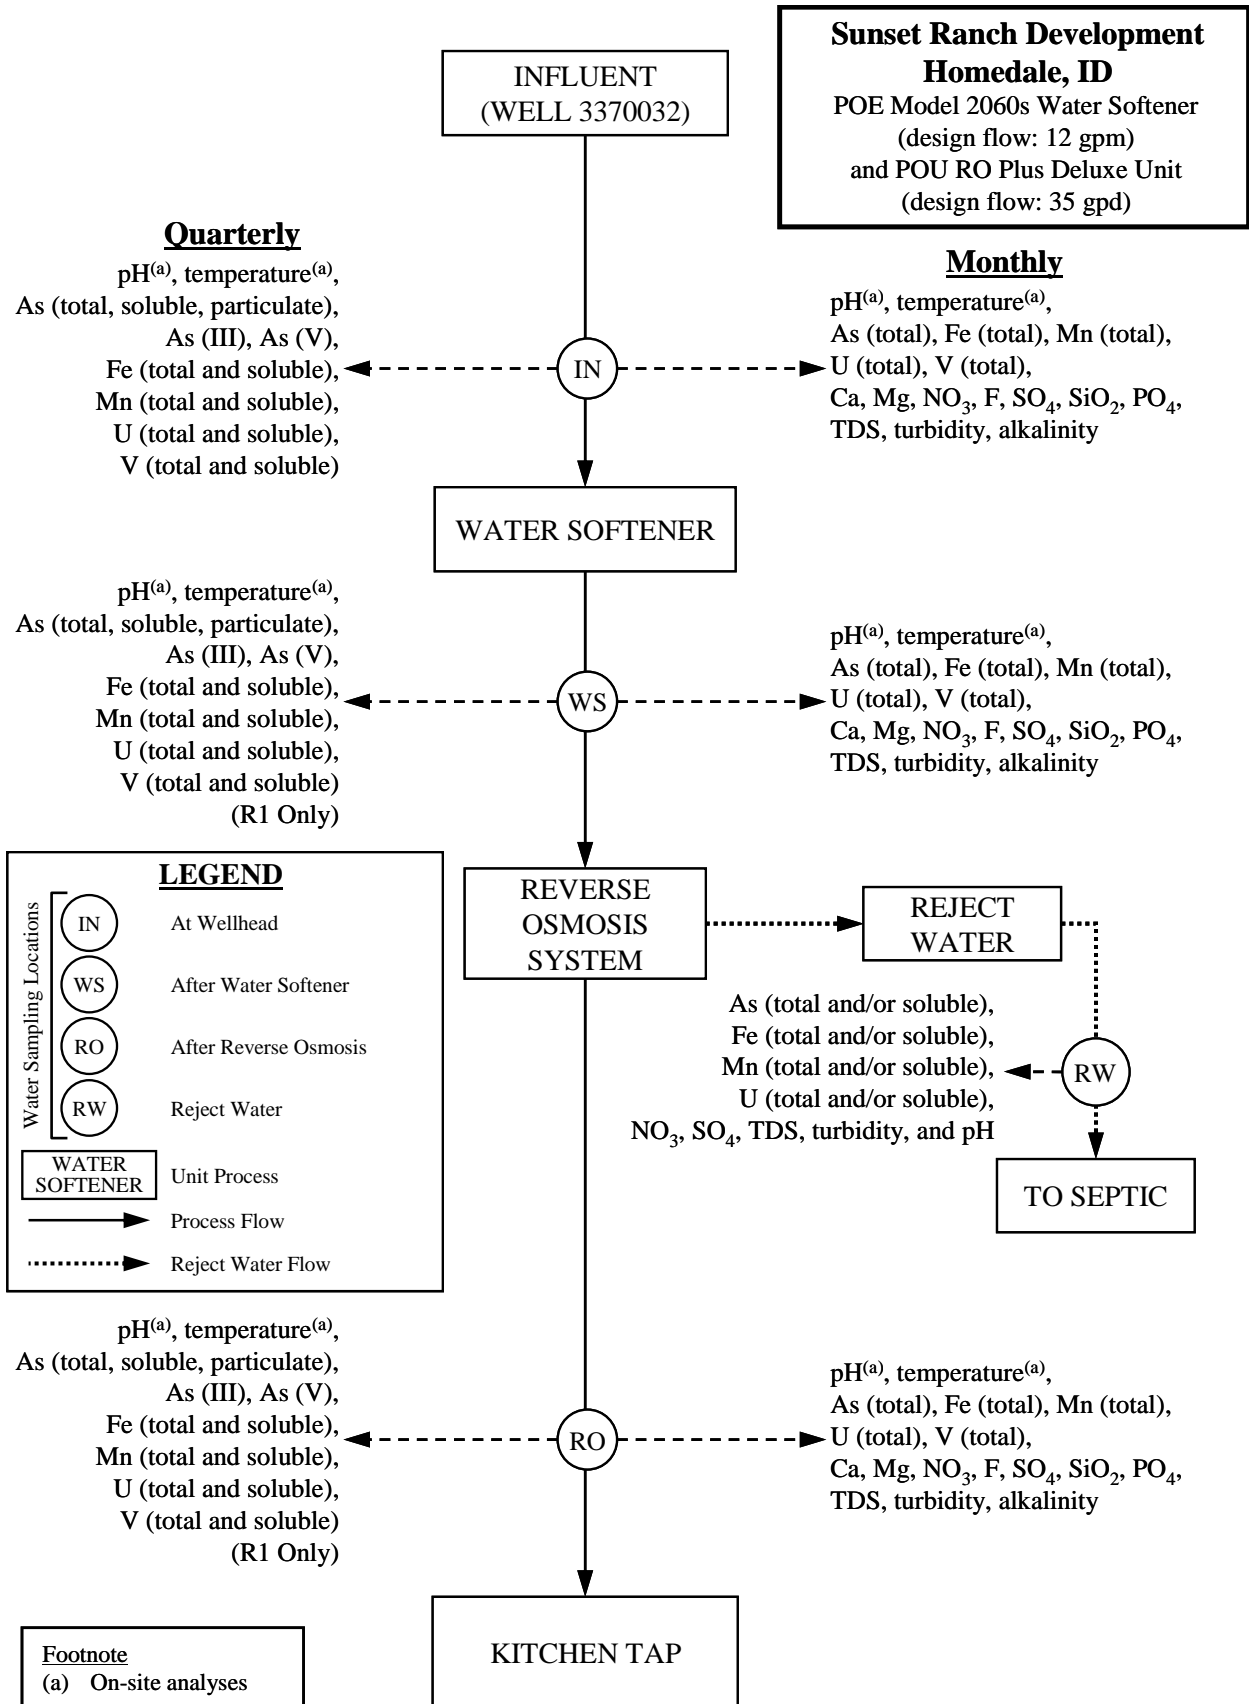 Sunset Ranch Development
Homedale, ID
POE Model 2060s Water Softener
(design flow: 12 gpm)
and POU RO Plus Deluxe Unit
(design flow: 35 gpd)
INFLUENT
(WELL 3370032)
Quarterly
pH(a), temperature(a),
As (total, soluble, particulate),
As (III), As (V),
Fe (total and soluble),
Mn (total and soluble),
U (total and soluble),
V (total and soluble)
IN
Monthly
pH(a), temperature(a),
As (total), Fe (total), Mn (total),
U (total), V (total),
Ca, Mg, NO3, F, SO4, SiO2, PO4,
TDS, turbidity, alkalinity
WATER SOFTENER
pH(a), temperature(a),
As (total, soluble, particulate),
As (III), As (V),
Fe (total and soluble),
Mn (total and soluble),
U (total and soluble),
V (total and soluble)
(R1 Only)
WS
pH(a), temperature(a),
As (total), Fe (total), Mn (total),
U (total), V (total),
Ca, Mg, NO3, F, SO4, SiO2, PO4,
TDS, turbidity, alkalinity
LEGEND
Water Sampling Locations
IN At Wellhead
WS After Water Softener
RO After Reverse Osmosis
RW Reject Water
WATER
SOFTENER
Unit Process
Process Flow
Reject Water Flow
REVERSE
OSMOSIS
SYSTEM
REJECT
WATER
As (total and/or soluble),
Fe (total and/or soluble),
Mn (total and/or soluble),
U (total and/or soluble),
NO3, SO4, TDS, turbidity, and pH
RW
TO SEPTIC
pH(a), temperature(a),
As (total, soluble, particulate),
As (III), As (V),
Fe (total and soluble),
Mn (total and soluble),
U (total and soluble),
V (total and soluble)
(R1 Only)
RO
pH(a), temperature(a),
As (total), Fe (total), Mn (total),
U (total), V (total),
Ca, Mg, NO3, F, SO4, SiO2, PO4,
TDS, turbidity, alkalinity
KITCHEN TAP
Footnote
(a) On-site analyses